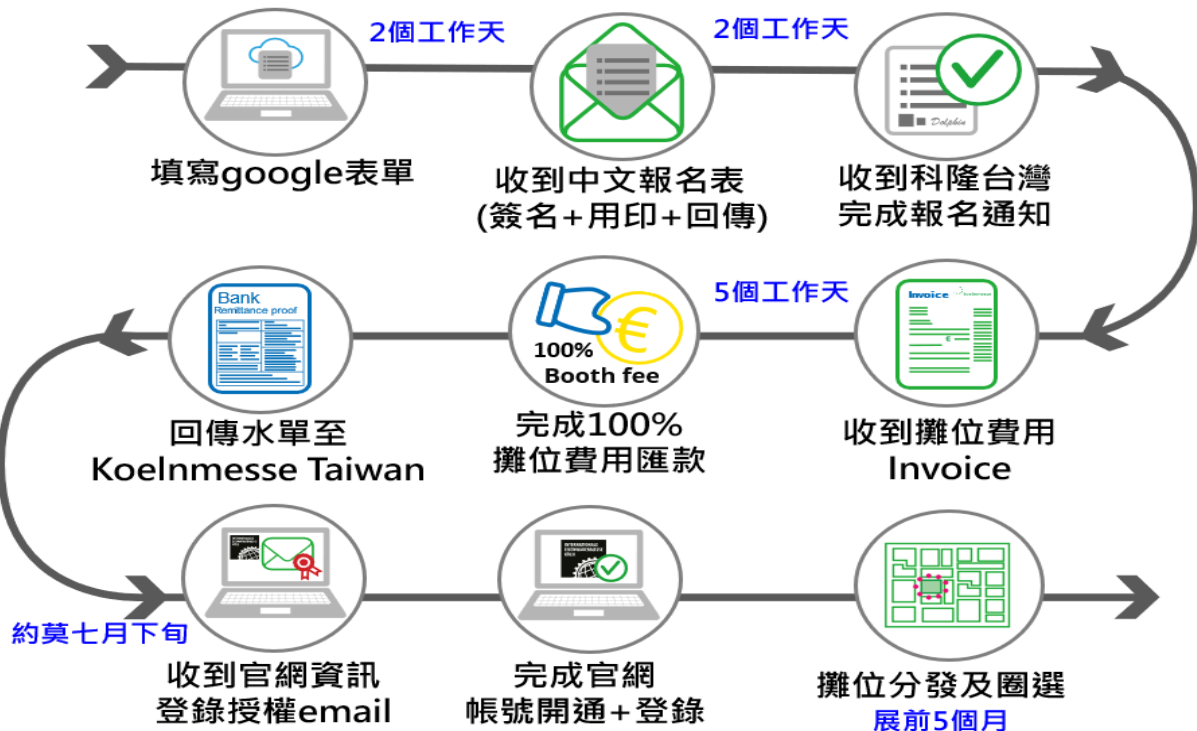 2個工作天
2個工作天
Dolphin
填寫google表單
收到中文報名表
(簽名+用印+回傳)
收到科隆台灣
完成報名通知
5個工作天
Bank
Remittance proof
100%
Booth fee
€
Invoice
€
回傳水單至
Koelnmesse Taiwan
完成100%
攤位費用匯款
收到攤位費用
Invoice
約莫七月下旬
收到官網資訊
登錄授權email
完成官網
帳號開通+登錄
攤位分發及圈選
展前5個月